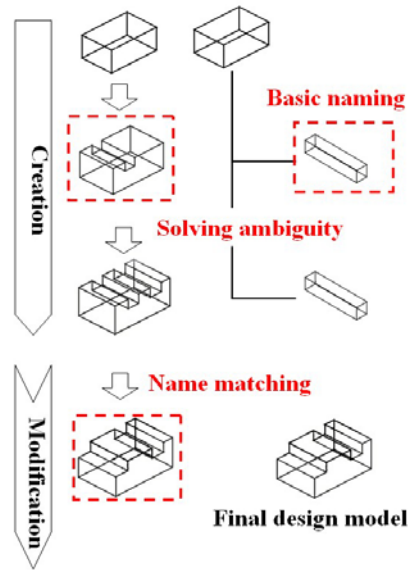 Basic naming
Creation
Solving ambiguity
Name matching
Modification
Final design model